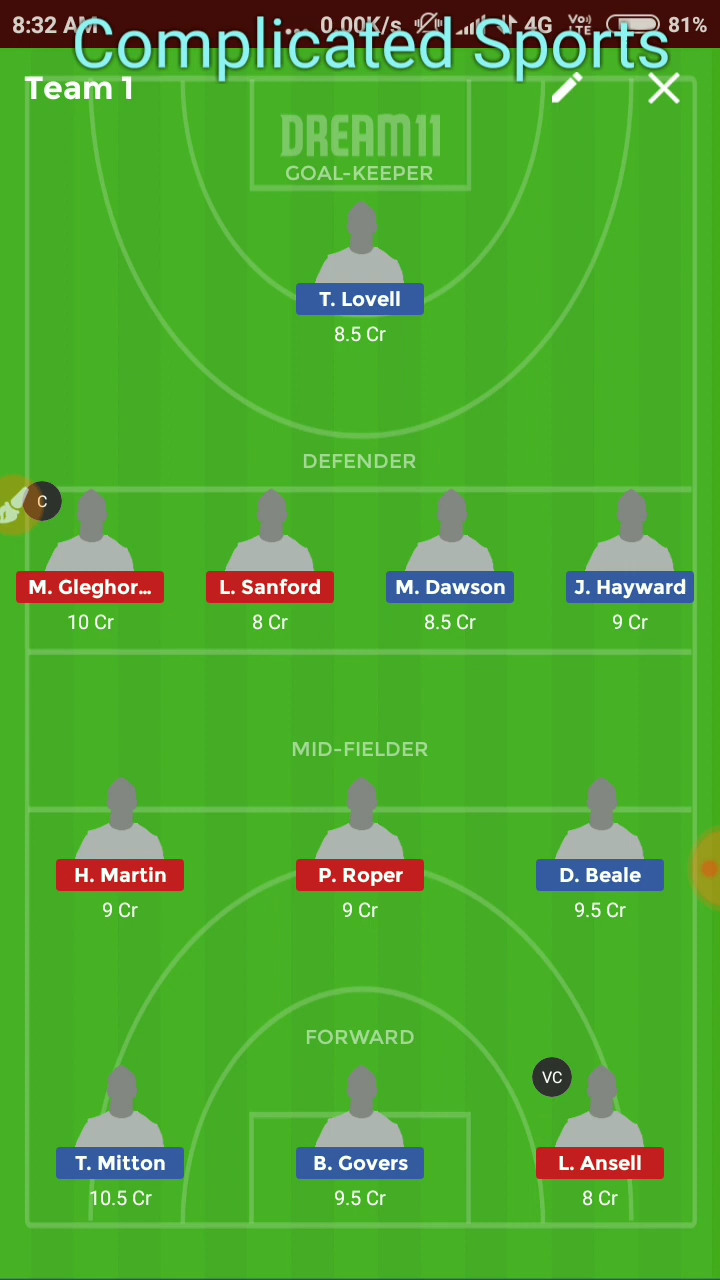 8:32 AM ... 0.00K/s 4G Vo) LTE 81%
Complicated Sports
Team 1
DREAM11
GOAL-KEEPER
T. Lovell
8.5 Cr
DEFENDER
C
M. Gleghor... L. Sanford M. Dawson J. Hayward
10 Cr 8 Cr 8.5 Cr 9 Cr
MID-FIELDER
H. Martin P. Roper D. Beale
9 Cr 9 Cr 9.5 Cr
FORWARD
VC
T. Mitton B. Govers L. Ansell
10.5 Cr 9.5 Cr 8 Cr